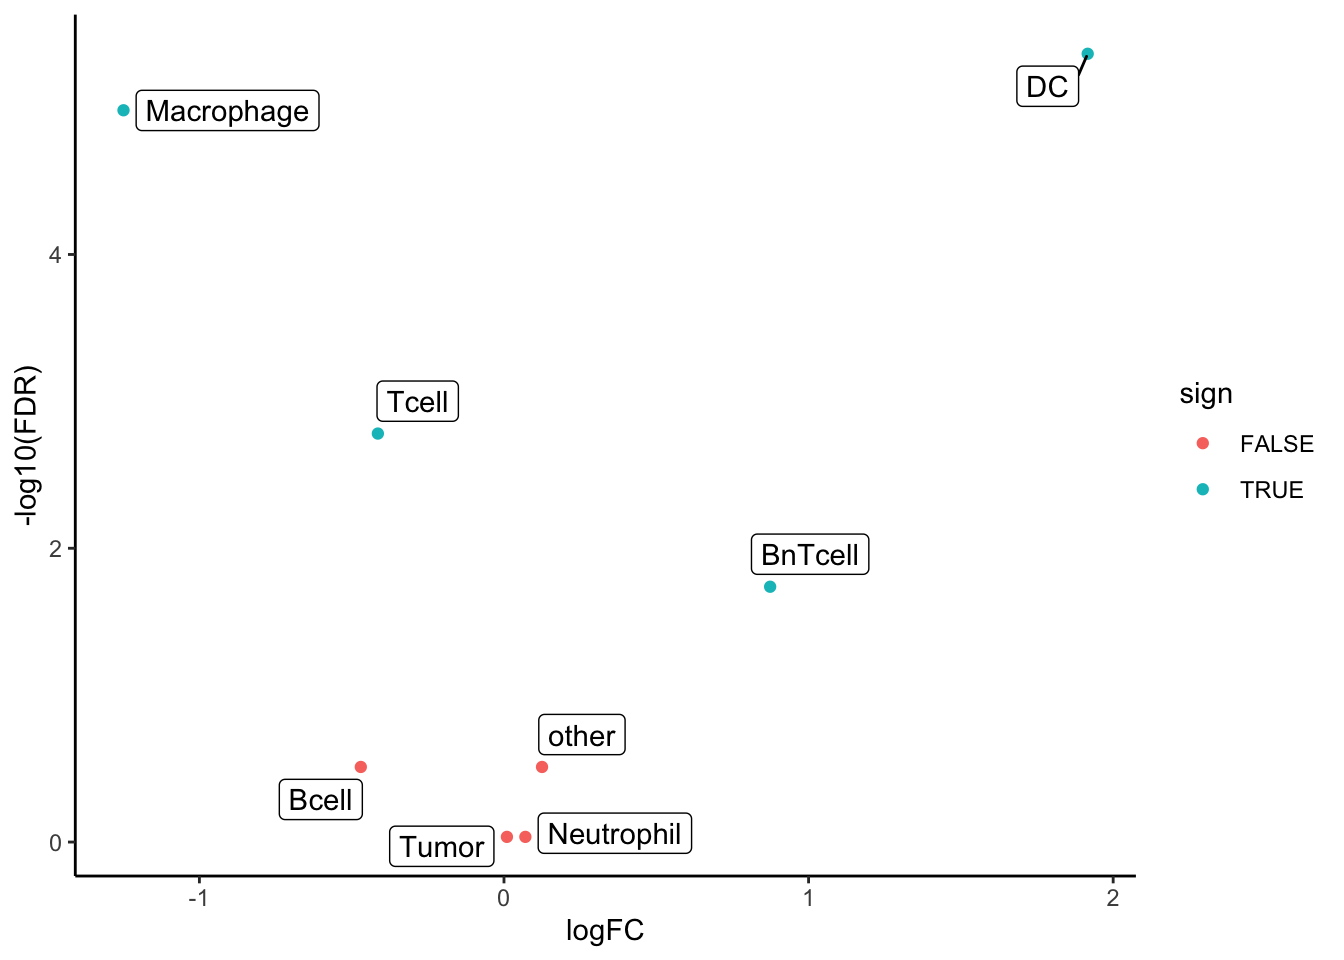 DC
Macrophage
4
Tcell
sign
FALSE
TRUE
-log10(FDR)
2
BnTcell
other
Bcell
Neutrophil
Tumor
0
-1
0
1
2
logFC